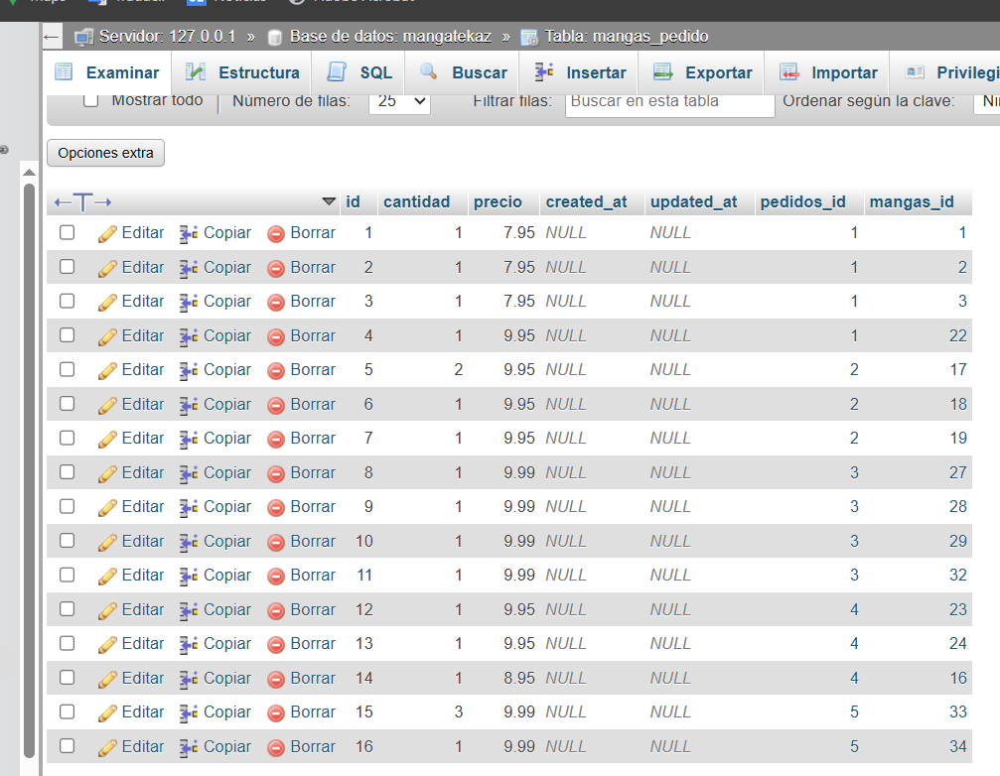 Servidor: 127.0.0.1 » Base de datos: mangatekaz » Tabla: mangas_pedido
Examinar Estructura SQL Buscar Insertar Exportar Importar
Mostrar todo Número de filas: 25 Filtrar filas: Buscar en esta tabla Ordenar según la clave:
Opciones extra
←T→ id cantidad precio created_at updated_at pedidos_id mangas_id
Editar Copiar Borrar 1 1 7.95 NULL NULL 1 1
Editar Copiar Borrar 2 1 7.95 NULL NULL 1 2
Editar Copiar Borrar 3 1 7.95 NULL NULL 1 3
Editar Copiar Borrar 4 1 9.95 NULL NULL 1 22
Editar Copiar Borrar 5 2 9.95 NULL NULL 2 17
Editar Copiar Borrar 6 1 9.95 NULL NULL 2 18
Editar Copiar Borrar 7 1 9.95 NULL NULL 2 19
Editar Copiar Borrar 8 1 9.99 NULL NULL 3 27
Editar Copiar Borrar 9 1 9.99 NULL NULL 3 28
Editar Copiar Borrar 10 1 9.99 NULL NULL 3 29
Editar Copiar Borrar 11 1 9.99 NULL NULL 3 32
Editar Copiar Borrar 12 1 9.95 NULL NULL 4 23
Editar Copiar Borrar 13 1 9.95 NULL NULL 4 24
Editar Copiar Borrar 14 1 8.95 NULL NULL 4 16
Editar Copiar Borrar 15 3 9.99 NULL NULL 5 33
Editar Copiar Borrar 16 1 9.99 NULL NULL 5 34